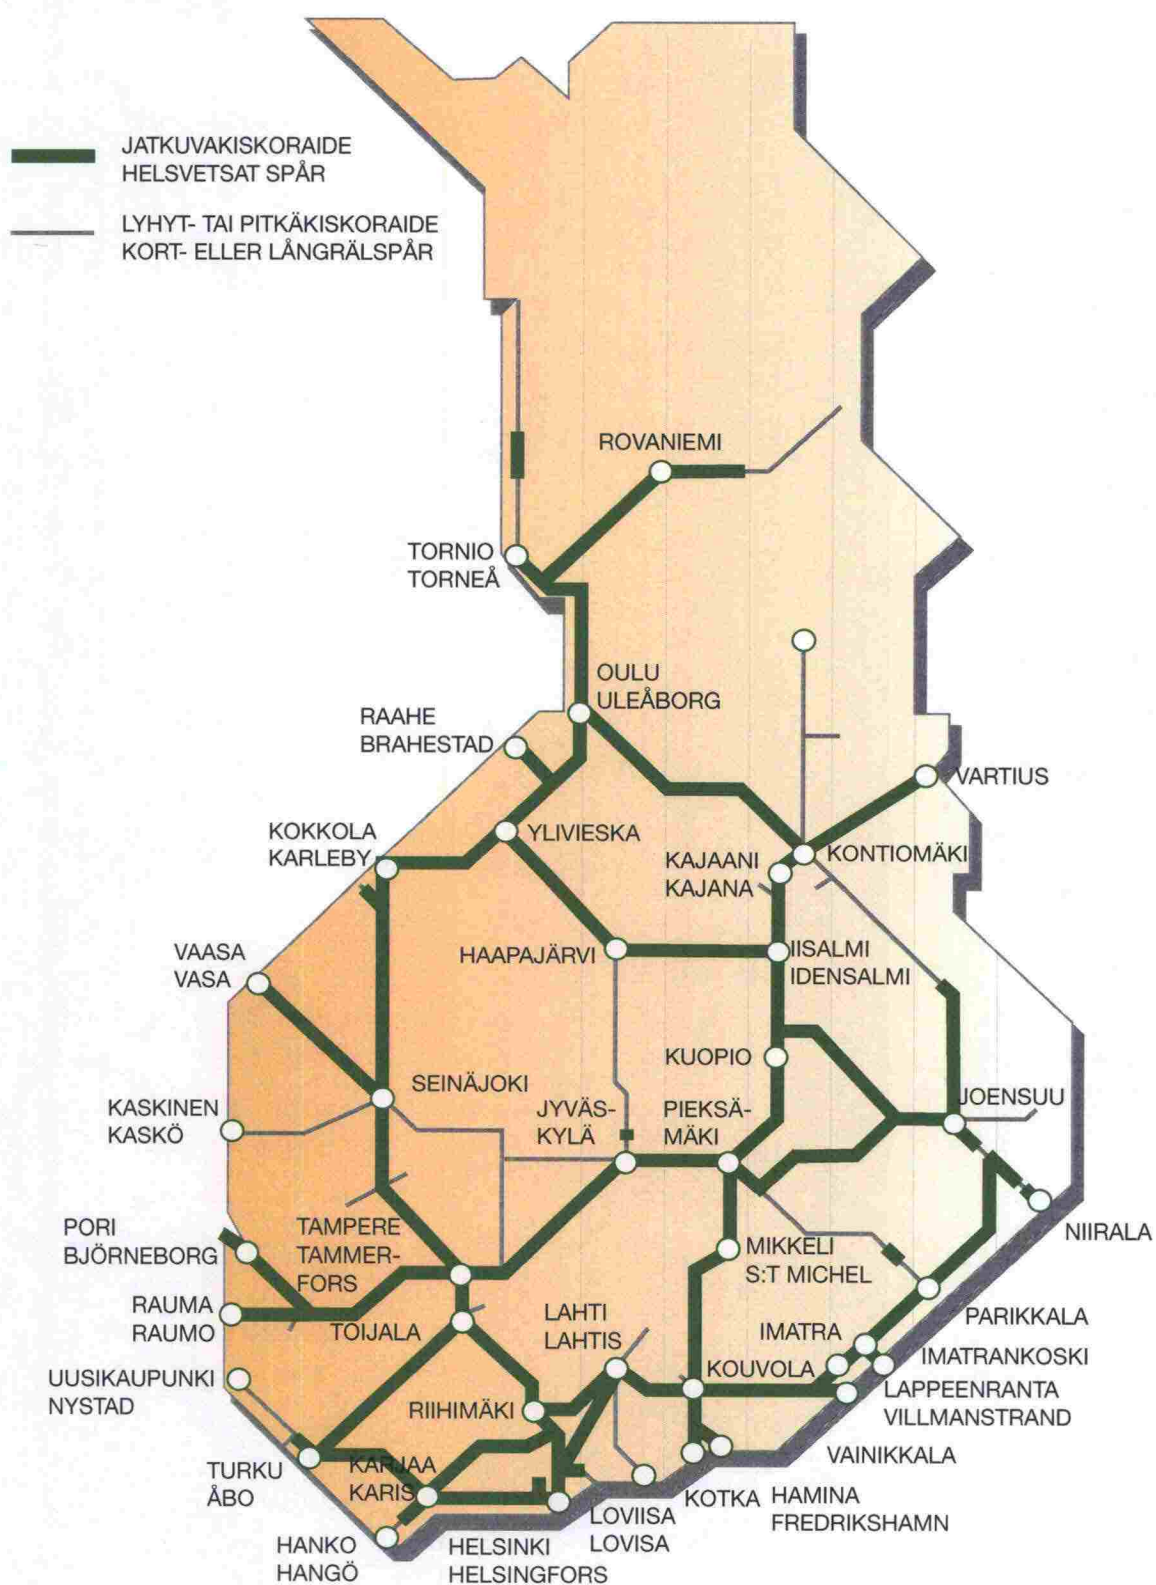 JATKUVAKISKORAIDE
HELSVETSAT SPÅR
LYHYT- TAI PITKÄKISKORAIDE
KORT- ELLER LÅNGRÄLSPÅR
ROVANIEMI
TORNIO
TORNEÅ
OULU
ULEÅBORG
RAAHE
BRAHESTAD
VARTIUS
KOKKOLA
KARLEBY
YLIVIESKA
KAJAANI
KAJANA
KONTIOMÄKI
VAASA
VASA
HAAPAJÄRVI
IISALMI
IDENSALMI
KUOPIO
SEINÄJOKI
KASKINEN
KASKÖ
JYVÄS-
KYLÄ
PIEKSÄ-
MÄKI
JOENSUU
PORI
BJÖRNEBORG
TAMPERE
TAMMER-
FORS
MIKKELI
S:T MICHEL
NIIRALA
RAUMA
RAUMO
TOIJALA
LAHTI
LAHTIS
IMATRA
PARIKKALA
UUSIKAUPUNKI
NYSTAD
RIIHIMÄKI
KOUVOLA
IMATRANKOSKI
LAPPEENRANTA
VILLMANSTRAND
TURKU
ÅBO
KARJAA
KARIS
VAINIKKALA
HANKO
HANGÖ
HELSINKI
HELSINGFORS
LOVIISA
LOVISA
KOTKA
HAMINA
FREDRIKSHAMN